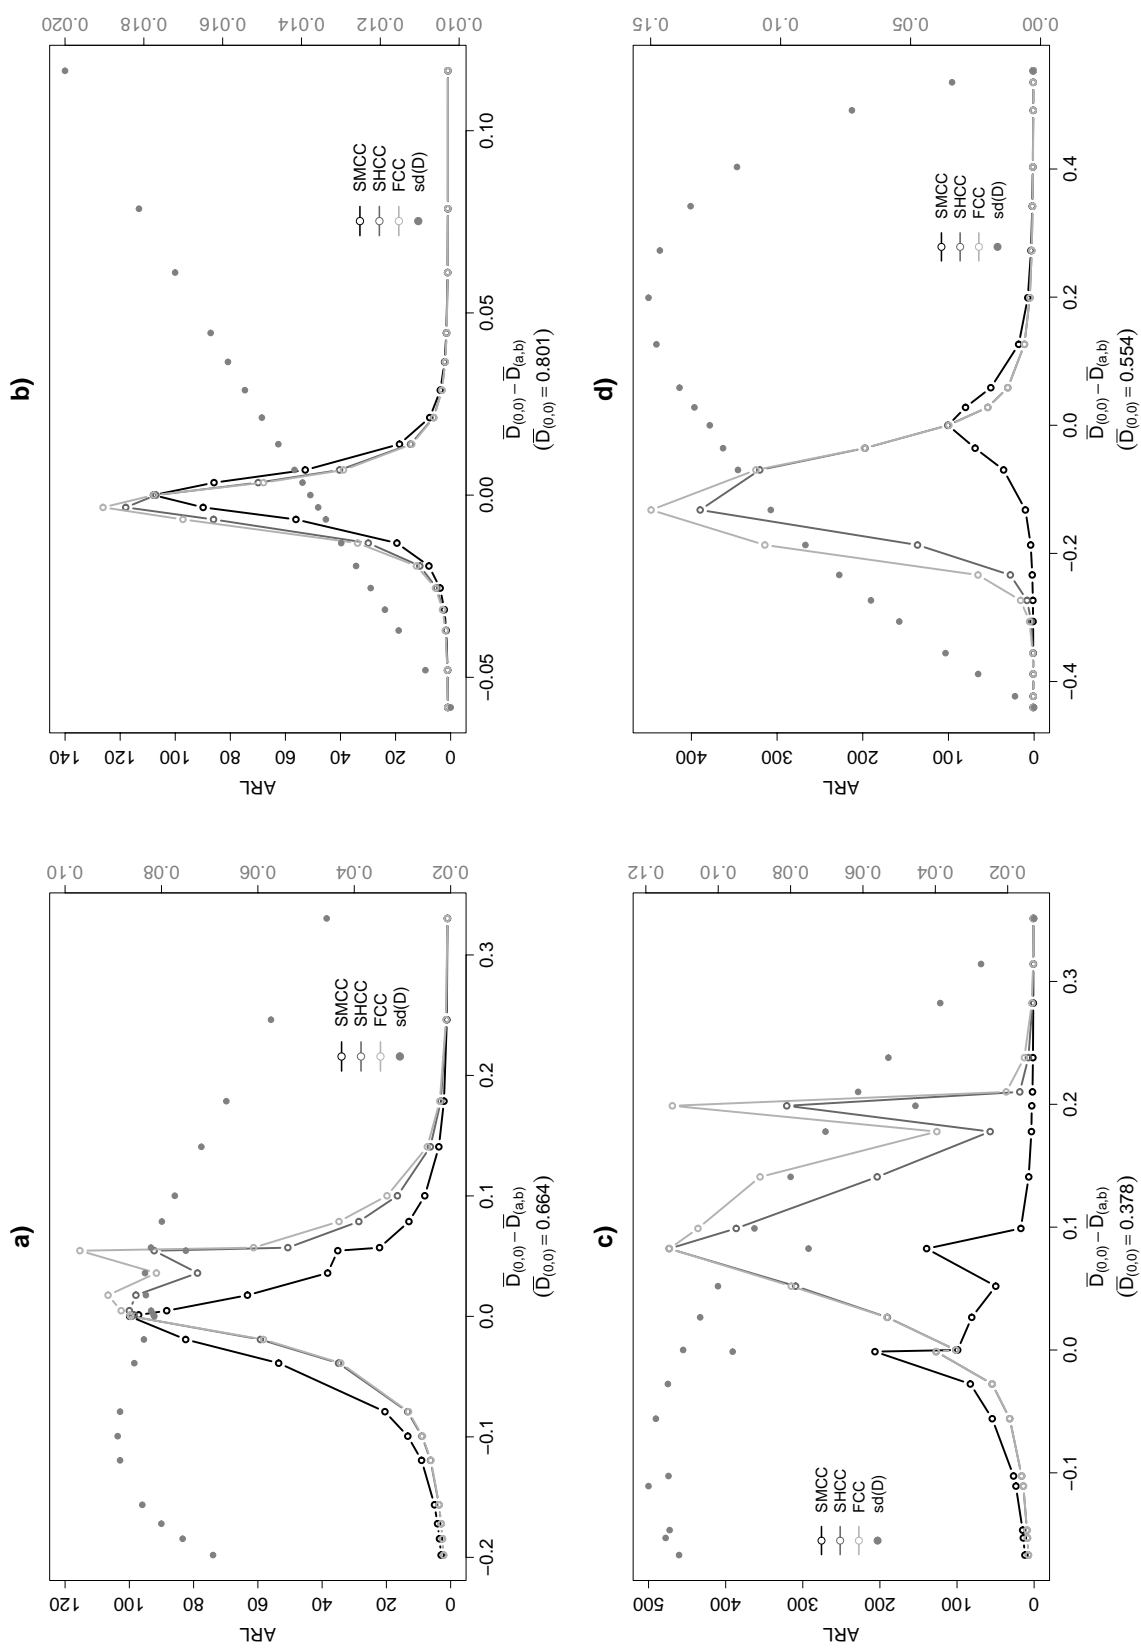 a)
0.02 0.04 0.06 0.08 0.10
ARL
0 20 40 60 80 100 120
−0.2 −0.1 0.0 0.1 0.2 0.3
SMCC
SHCC
FCC
sd(D)
D̅(0,0) − D̅(a,b)
(D̅(0,0) = 0.664)
b)
0.010 0.012 0.014 0.016 0.018 0.020
ARL
0 20 40 60 80 100 120 140
−0.05 0.00 0.05 0.10
SMCC
SHCC
FCC
sd(D)
D̅(0,0) − D̅(a,b)
(D̅(0,0) = 0.801)
c)
0.02 0.04 0.06 0.08 0.10 0.12
ARL
0 100 200 300 400 500
−0.1 0.0 0.1 0.2 0.3
SMCC
SHCC
FCC
sd(D)
D̅(0,0) − D̅(a,b)
(D̅(0,0) = 0.378)
d)
0.00 0.05 0.10 0.15
ARL
0 100 200 300 400
−0.4 −0.2 0.0 0.2 0.4
SMCC
SHCC
FCC
sd(D)
D̅(0,0) − D̅(a,b)
(D̅(0,0) = 0.554)